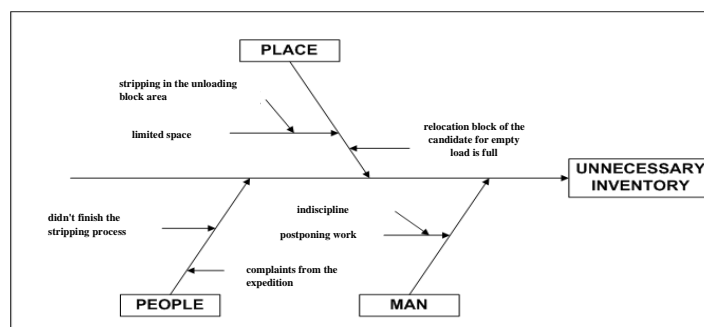 PLACE
stripping in the unloading
block area
limited space
relocation block of the
candidate for empty
load is full
UNNECESSARY
INVENTORY
didn't finish the
stripping process
indiscipline
postponing work
complaints from the
expedition
PEOPLE
MAN